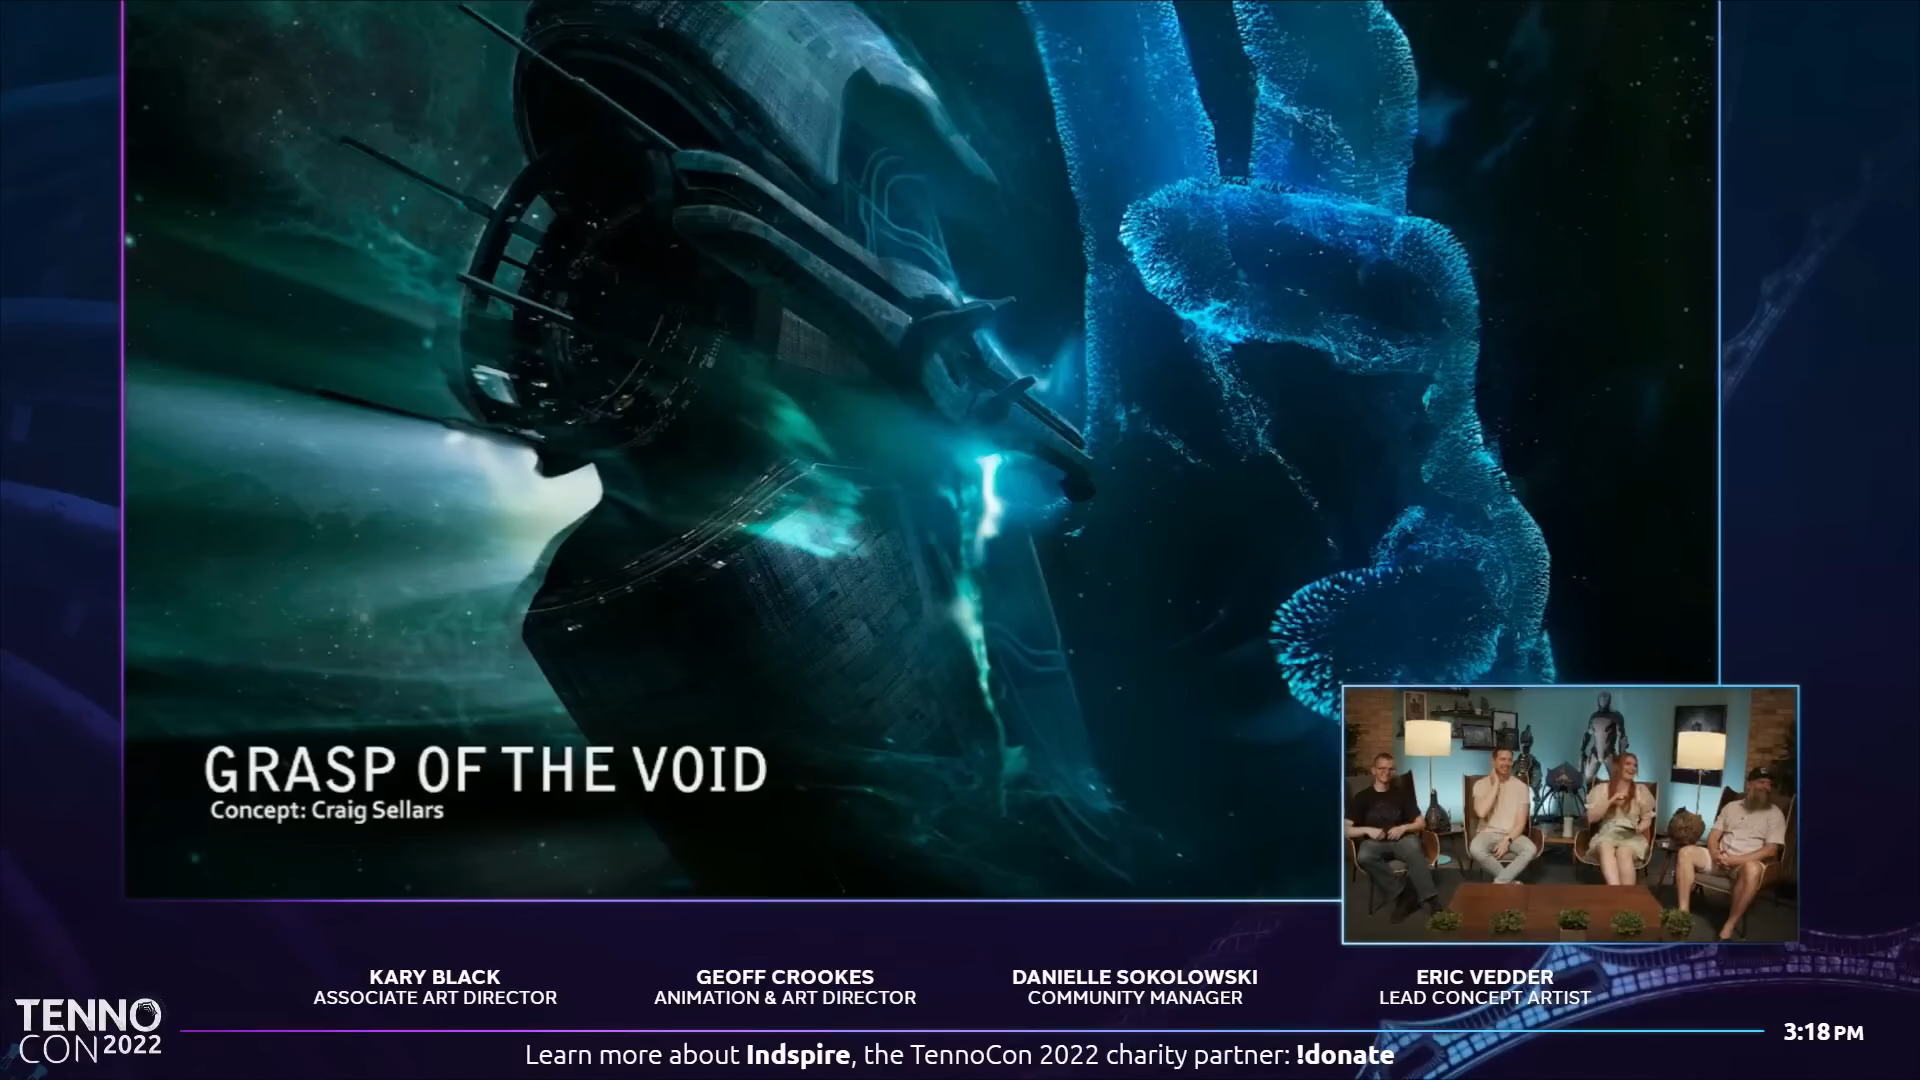 GRASP OF THE VOID
Concept: Craig Sellars
KARY BLACK
ASSOCIATE ART DIRECTOR
GEOFF CROOKES
ANIMATION & ART DIRECTOR
DANIELLE SOKOLOWSKI
COMMUNITY MANAGER
ERIC VEDDER
LEAD CONCEPT ARTIST
TENNO
CON 2022
3:18 PM
Learn more about Indspire, the TennoCon 2022 charity partner: !donate